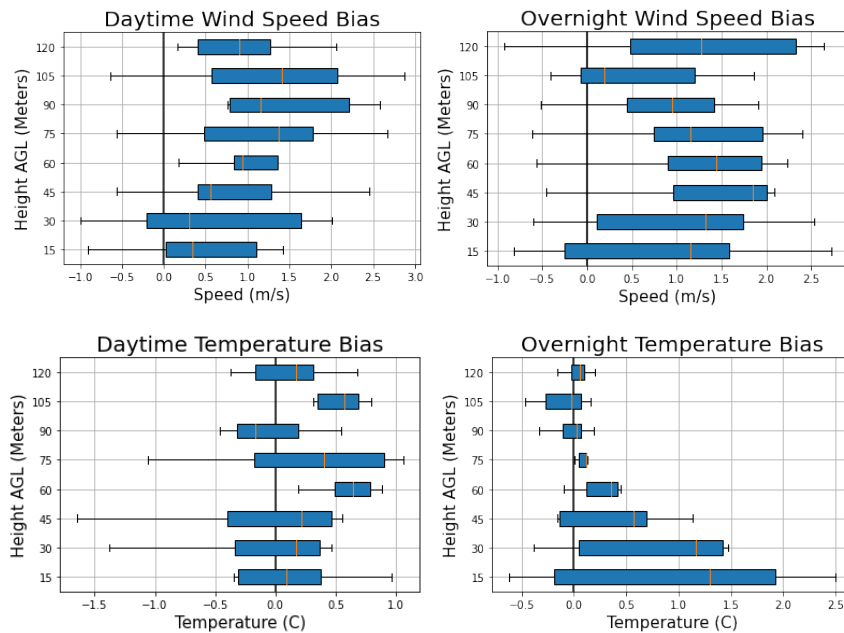 Daytime Wind Speed Bias
Height AGL (Meters)
120
105
90
75
60
45
30
15
−1.0 −0.5 0.0 0.5 1.0 1.5 2.0 2.5 3.0
Speed (m/s)
Overnight Wind Speed Bias
Height AGL (Meters)
120
105
90
75
60
45
30
15
−1.0 −0.5 0.0 0.5 1.0 1.5 2.0 2.5
Speed (m/s)
Daytime Temperature Bias
Height AGL (Meters)
120
105
90
75
60
45
30
15
−1.5 −1.0 −0.5 0.0 0.5 1.0
Temperature (C)
Overnight Temperature Bias
Height AGL (Meters)
120
105
90
75
60
45
30
15
−0.5 0.0 0.5 1.0 1.5 2.0 2.5
Temperature (C)